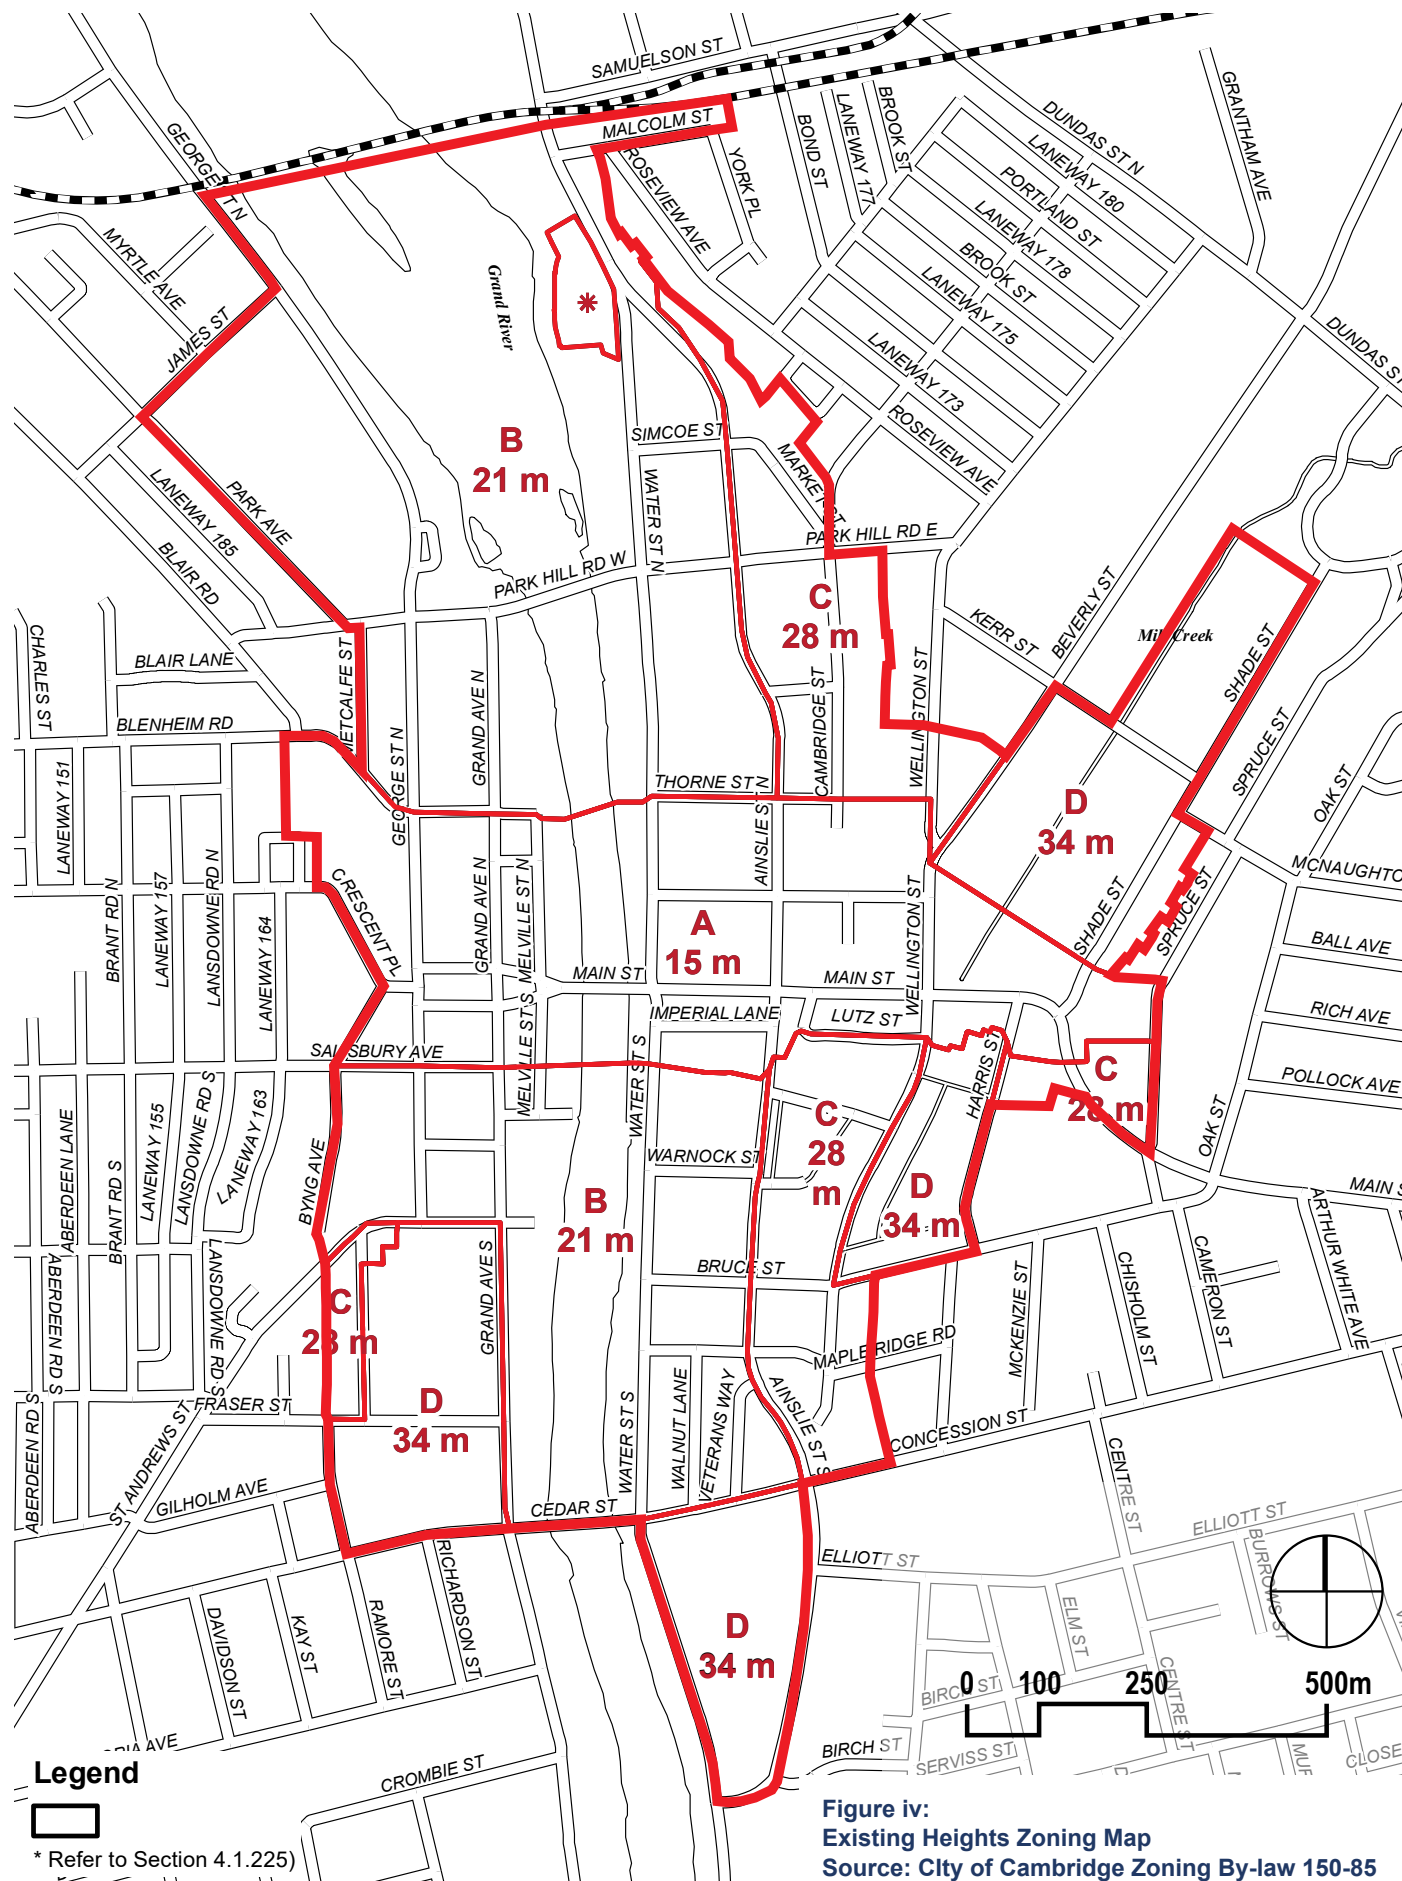 SAMUELSON ST
MALCOLM ST
GEORGE ST N
ROSEVIEW AVE
YORK PL
BOND ST
LANEWAY 177
BROOK ST
DUNDAS ST N
GRANTHAM AVE
LANEWAY 180
PORTLAND ST
LANEWAY 178
BROOK ST
LANEWAY 175
LANEWAY 173
ROSEVIEW AVE
DUNDAS ST
MYRTLE AVE
JAMES ST
Grand River
*
B
21 m
SIMCOE ST
MARKET ST
WATER ST N
PARK AVE
LANEWAY 185
BLAIR RD
PARK HILL RD W
PARK HILL RD E
C
28 m
KERR ST
BEVERLY ST
Mill Creek
SHADE ST
SPRUCE ST
OAK ST
CHARLES ST
BLAIR LANE
METCALFE ST
BLENHEIM RD
GEORGE ST N
GRAND AVE N
CAMBRIDGE ST
WELLINGTON ST
THORNE ST
AINSLIE ST N
D
34 m
LANEWAY 151
BRANT RD N
LANEWAY 157
LANSDOWNE RD N
LANEWAY 164
CRESCENT PL
GRAND AVE N
MELVILLE ST N
A
15 m
WELLINGTON ST
SHADE ST
SPRUCE ST
MCNAUGHTO
BALL AVE
RICH AVE
POLLOCK AVE
MAIN ST
MAIN ST
IMPERIAL LANE
LUTZ ST
SALISBURY AVE
MELVILLE ST S
WATER ST S
HARRIS ST
C
28 m
ABERDEEN LANE
BRANT RD S
LANEWAY 155
LANSDOWNE RD S
LANEWAY 163
BYNG AVE
WARNOCK ST
C
28
m
D
34 m
OAK ST
MAIN S
B
21 m
BRUCE ST
ABERDEEN RD S
LANSDOWNE RD S
C
28 m
GRAND AVE S
MCKENZIE ST
CHISHOLM ST
CAMERON ST
ARTHUR WHITE AVE
MAPLE RIDGE RD
FRASER ST
D
34 m
WATER ST S
WALNUT LANE
VETERANS WAY
AINSLIE ST S
CONCESSION ST
ABERDEEN RD S
ST ANDREWS ST
GILHOLM AVE
CEDAR ST
CENTRE ST
ELLIOTT ST
BURROWS ST
ELLIOTT ST
ELM ST
RICHARDSON ST
RAMORE ST
KAY ST
DAVIDSON ST
D
34 m
BIRCH ST
CENTRE ST
0 100 250 500m
BIRCH ST
SERVISS ST
MUR
CLOSE
RIA AVE
CROMBIE ST
Legend
* Refer to Section 4.1.225)
Figure iv:
Existing Heights Zoning Map
Source: CIty of Cambridge Zoning By-law 150-85